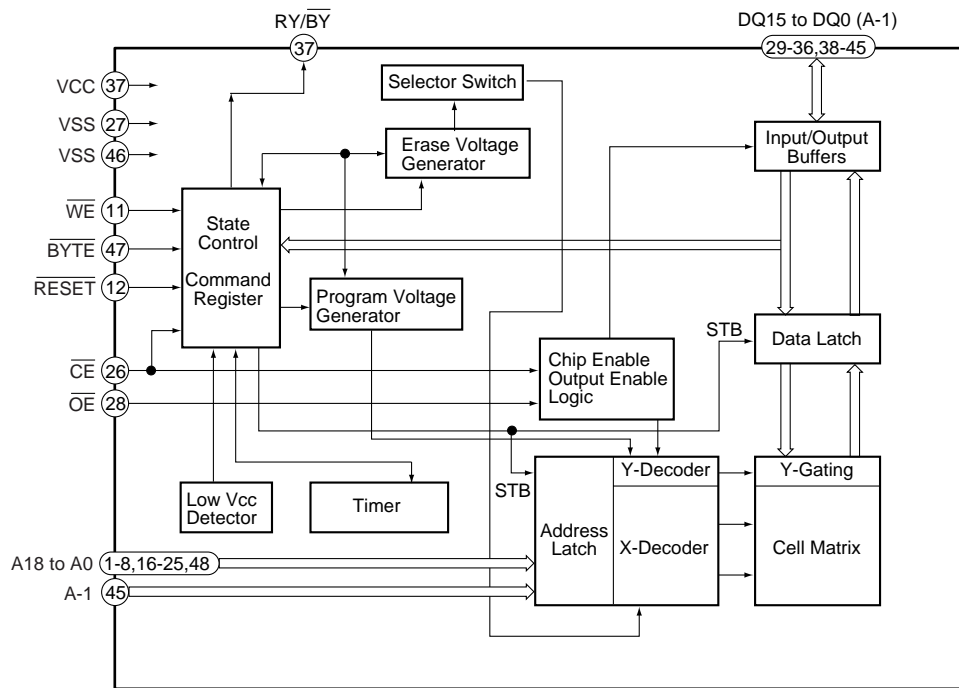 RY/BY
37
DQ15 to DQ0 (A-1)
29-36,38-45
VCC 37
VSS 27
VSS 46
WE 11
BYTE 47
RESET 12
CE 26
OE 28
A18 to A0 1-8,16-25,48
A-1 45
Selector Switch
Erase Voltage
Generator
Input/Output
Buffers
State
Control
Command
Register
Program Voltage
Generator
STB
Data Latch
Chip Enable
Output Enable
Logic
Low Vcc
Detector
Timer
STB
Address
Latch
Y-Decoder
X-Decoder
Y-Gating
Cell Matrix